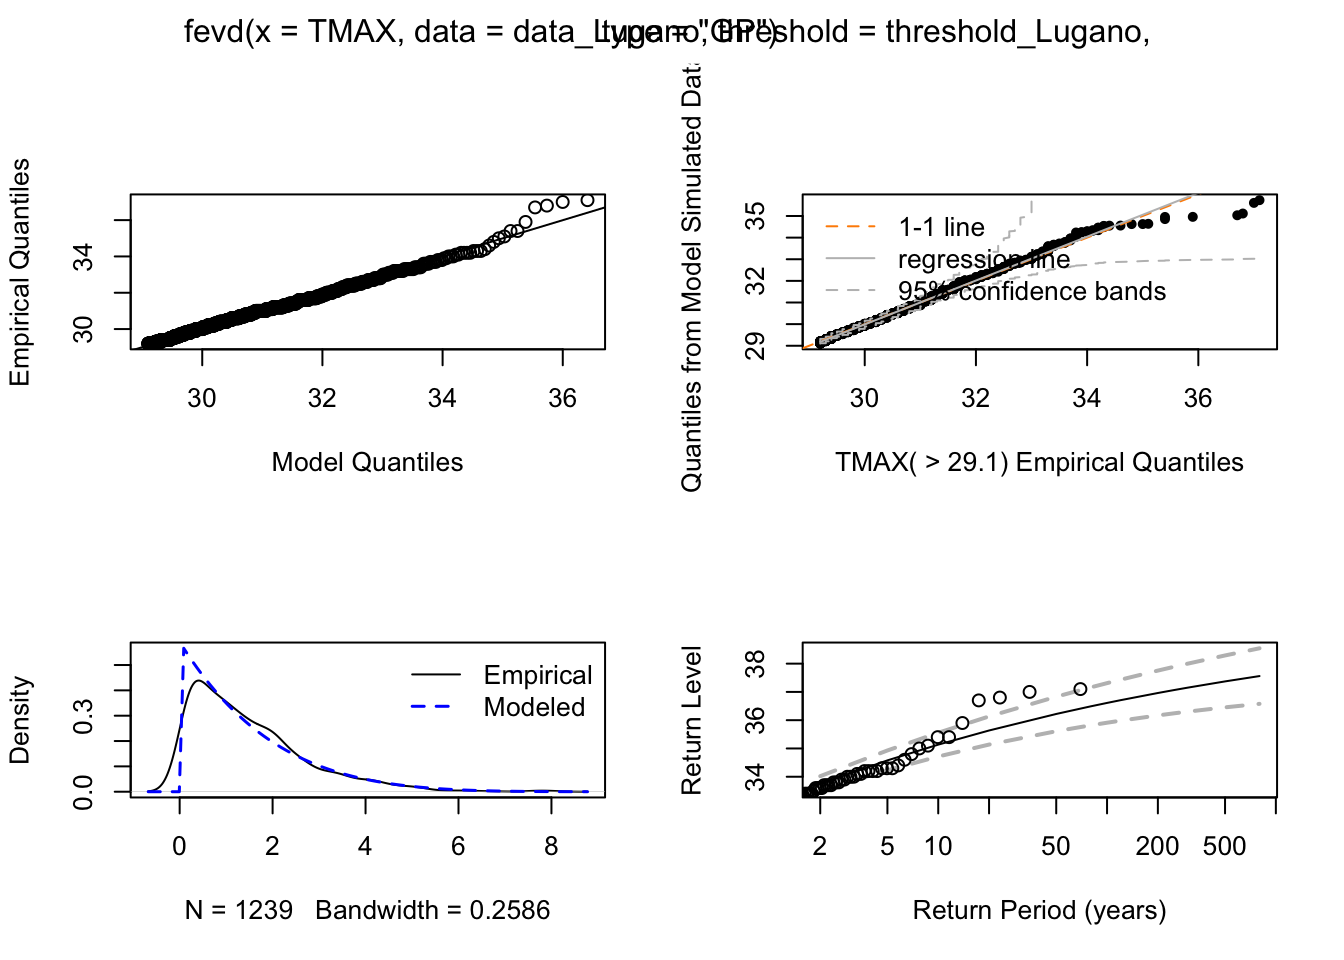 fevd(x = TMAX, data = data_Lugano, threshold = threshold_Lugano,
type = "GP")
Empirical Quantiles
34
30
30 32 34 36
Model Quantiles
Quantiles from Model Simulated Dat
35
32
29
1-1 line
regression line
95% confidence bands
30 32 34 36
TMAX( > 29.1) Empirical Quantiles
Density
0.3
0.0
Empirical
Modeled
0 2 4 6 8
N = 1239 Bandwidth = 0.2586
Return Level
38
36
34
2 5 10 50 200 500
Return Period (years)